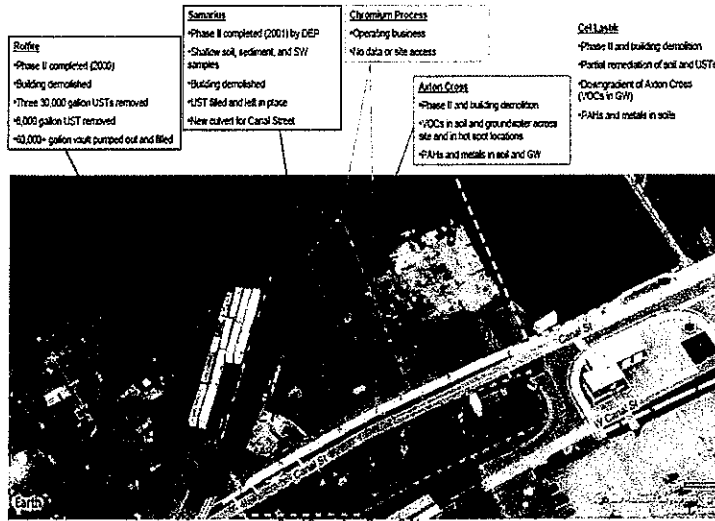 Rolfite
•Phase II completed (2000)
•Building demolished
•Three 30,000 gallon USTs removed
•8,000 gallon UST removed
•60,000+ gallon vault pumped out and filled
Samarius
•Phase II completed (2001) by DEP
•Shallow soil, sediment, and SW
samples
•Building demolished
•UST filled and left in place
•New culvert for Canal Street
Chromium Process
•Operating business
•No data or site access
Axton Cross
•Phase II and building demolition
•VOCs in soil and groundwater across
site and in hot spot locations
•PAHs and metals in soil and GW
Cel Lastik
•Phase II and building demolition
•Partial remediation of soil and USTs
•Downgradient of Axton Cross
(VOCs in GW)
•PAHs and metals in soils
Canal St
W Canal St
Canal St
Earth